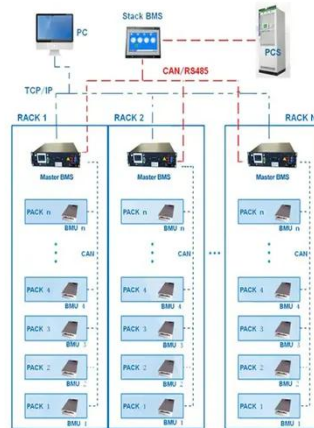 Stack BMS
PC
PCS
CAN/RS485
TCP/IP
RACK 1
RACK 2
RACK N
Master BMS
Master BMS
Master BMS
PACK n
BMU n
PACK n
BMU n
PACK n
BMU n
CAN
CAN
CAN
PACK 4
BMU 4
PACK 4
BMU 4
PACK 4
BMU 4
PACK 3
BMU 3
PACK 3
BMU 3
PACK 3
BMU 3
PACK 2
BMU 2
PACK 2
BMU 2
PACK 2
BMU 2
PACK 1
BMU 1
PACK 1
BMU 1
PACK 1
BMU 1